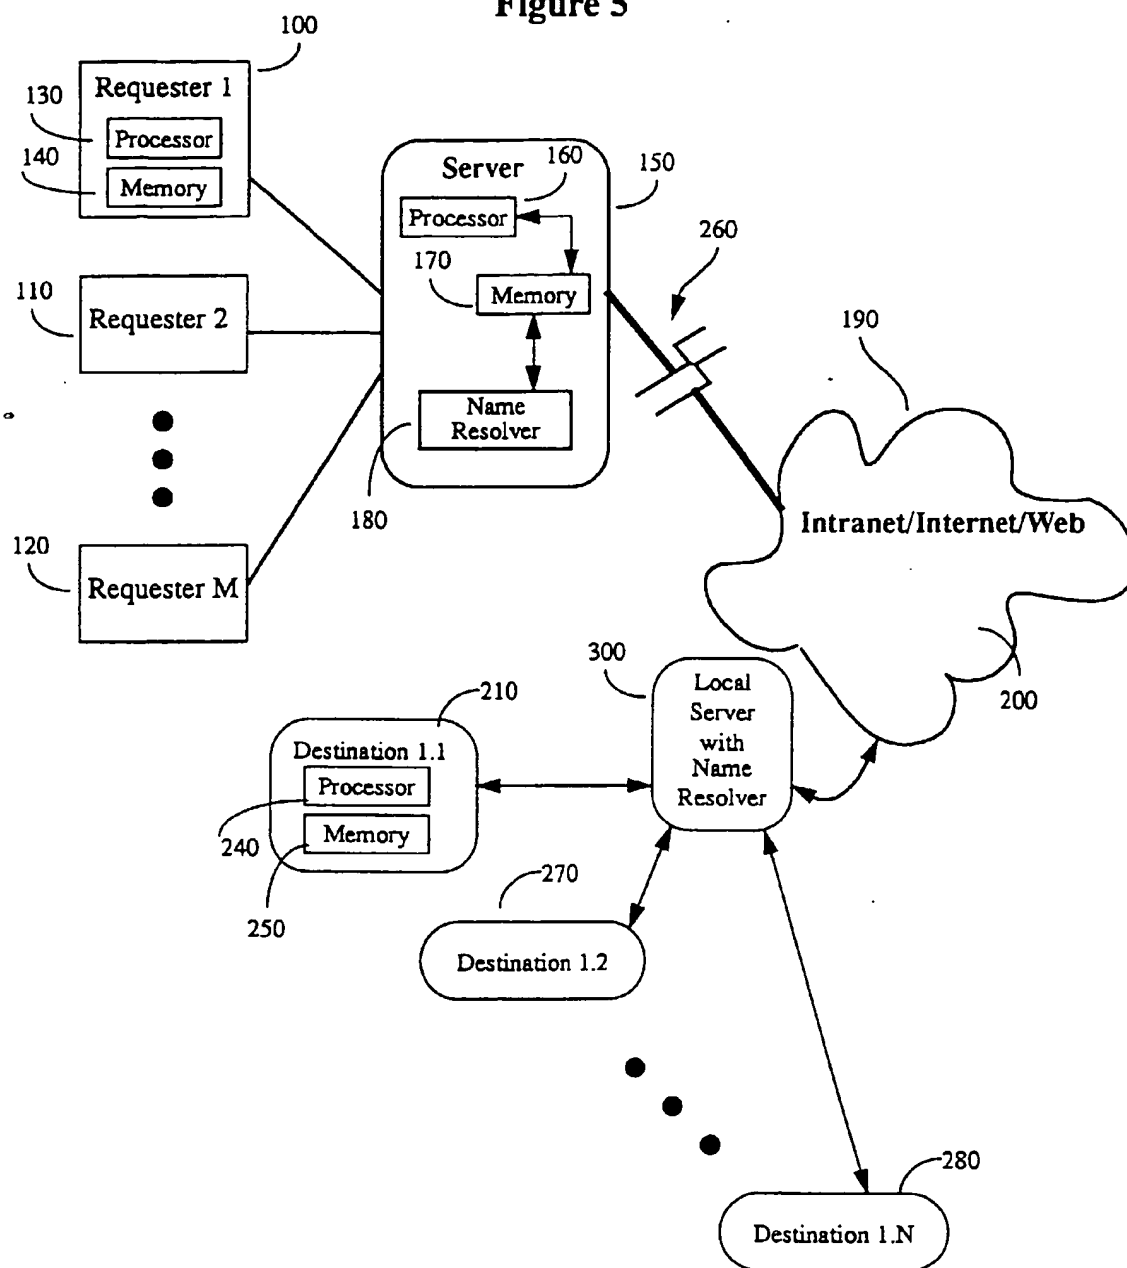 Figure 5
100
Requester 1
130
Processor
140
Memory
Server
160
150
Processor
260
170
Memory
110
Requester 2
190
Name
Resolver
180
Intranet/Internet/Web
120
Requester M
300
Local
Server
with
Name
Resolver
200
210
Destination 1.1
Processor
240
Memory
250
270
Destination 1.2
280
Destination 1.N